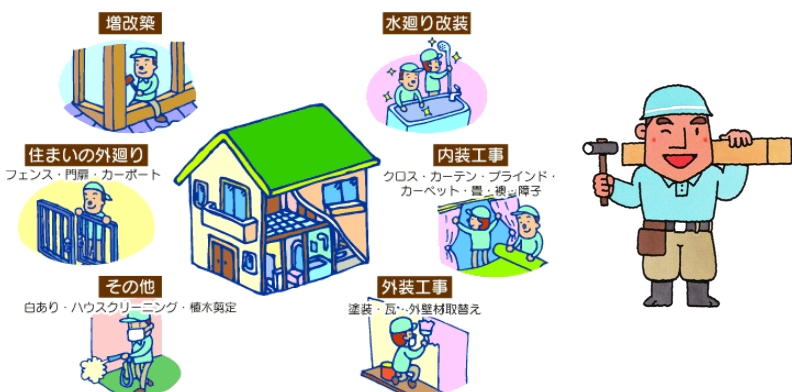 増改築
水廻り改装
住まいの外廻り
フェンス・門扉・カーポート
内装工事
クロス・カーテン・ブラインド・
カーペット・畳・襖・障子
その他
白あり・ハウスクリーニング・植木剪定
外装工事
塗装・瓦・外壁材取替え